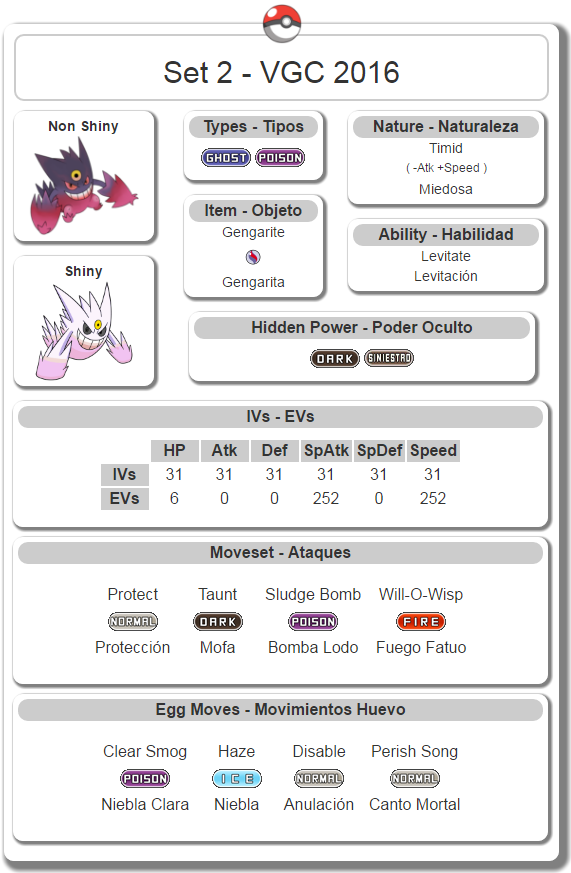 Set 2 - VGC 2016
Non Shiny
Shiny
Types - Tipos
GHOST POISON
Item - Objeto
Gengarite
Gengarita
Nature - Naturaleza
Timid
( -Atk +Speed )
Miedosa
Ability - Habilidad
Levitate
Levitación
Hidden Power - Poder Oculto
DARK SINIESTRO
IVs - EVs
HP Atk Def SpAtk SpDef Speed
IVs 31 31 31 31 31 31
EVs 6 0 0 252 0 252
Moveset - Ataques
Protect Taunt Sludge Bomb Will-O-Wisp
NORMAL DARK POISON FIRE
Protección Mofa Bomba Lodo Fuego Fatuo
Egg Moves - Movimientos Huevo
Clear Smog Haze Disable Perish Song
POISON ICE NORMAL NORMAL
Niebla Clara Niebla Anulación Canto Mortal